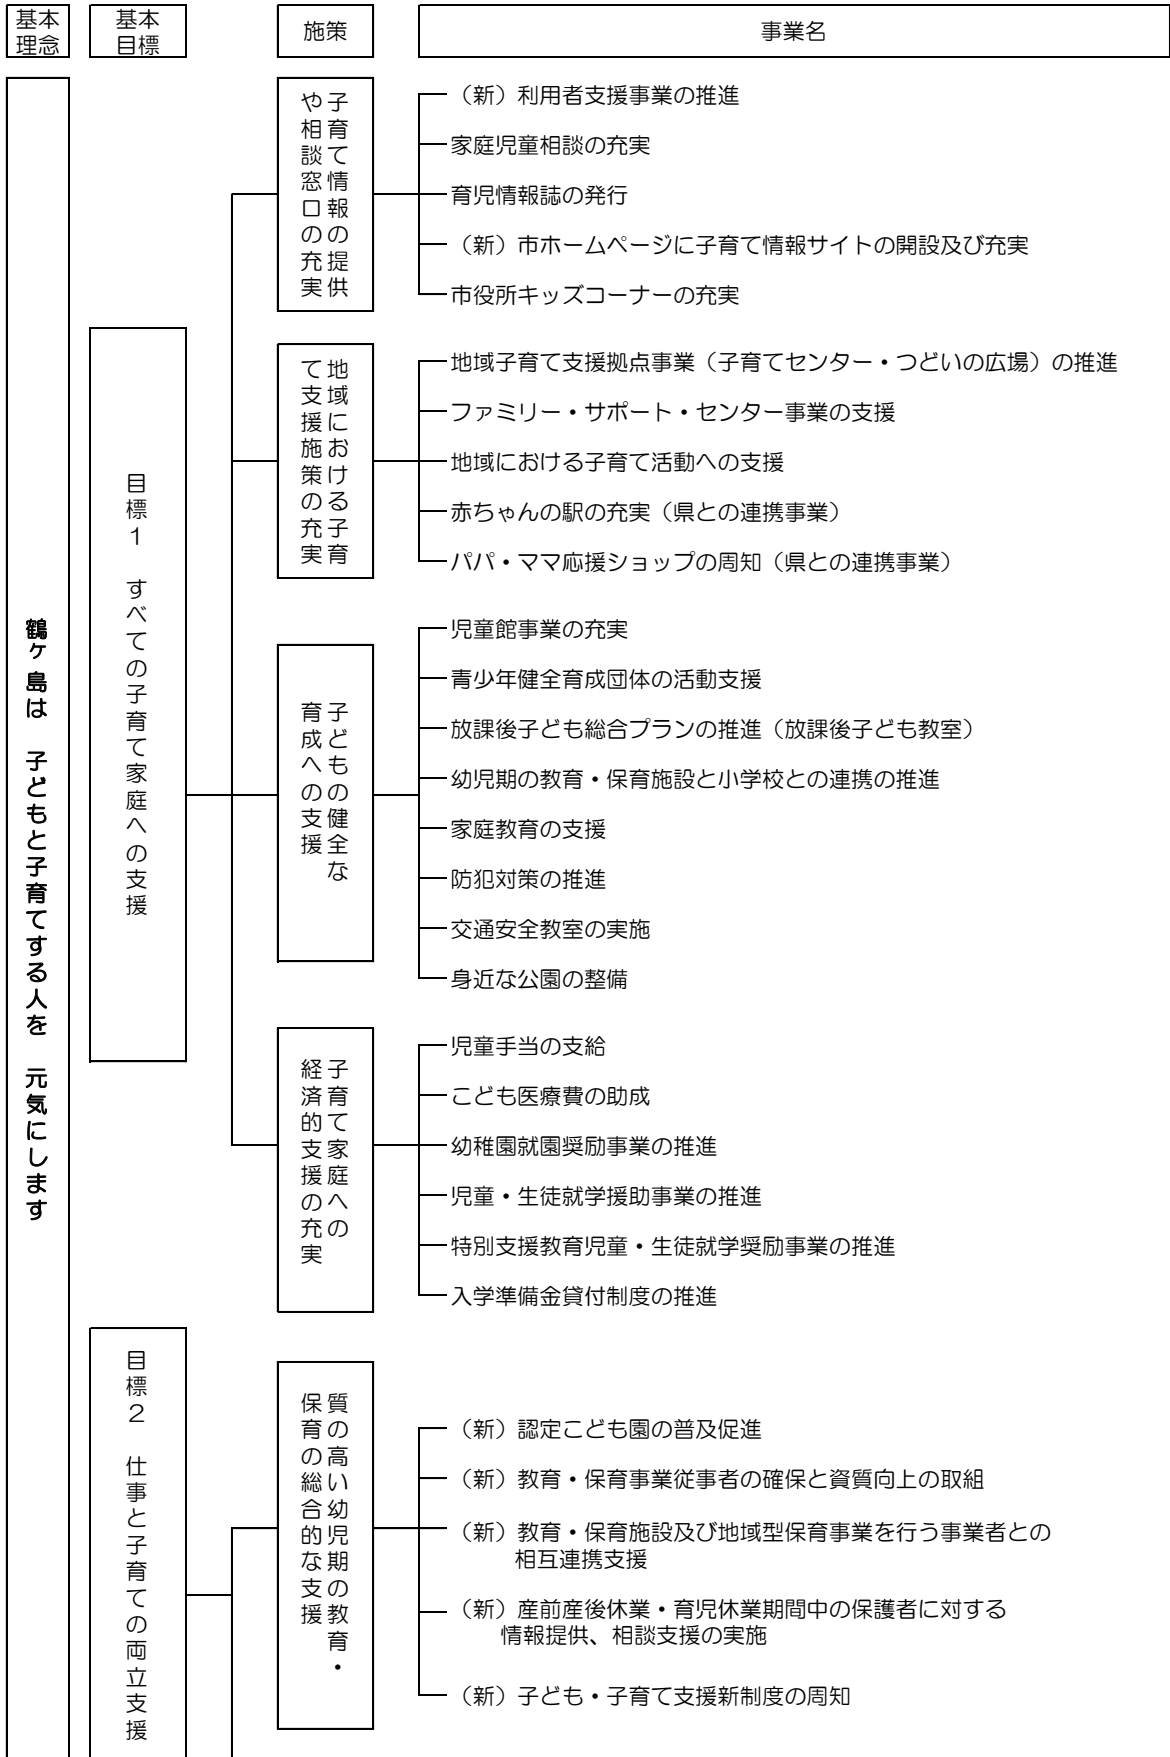 基本
理念
基本
目標
施策
事業名
鶴ヶ島は　子どもと子育てする人を　元気にします
目標１　すべての子育て家庭への支援
子育て情報の提供
や相談窓口の充実
（新）利用者支援事業の推進
家庭児童相談の充実
育児情報誌の発行
（新）市ホームページに子育て情報サイトの開設及び充実
市役所キッズコーナーの充実
地域における子育
て支援施策の充実
地域子育て支援拠点事業（子育てセンター・つどいの広場）の推進
ファミリー・サポート・センター事業の支援
地域における子育て活動への支援
赤ちゃんの駅の充実（県との連携事業）
パパ・ママ応援ショップの周知（県との連携事業）
子どもの健全な
育成への支援
児童館事業の充実
青少年健全育成団体の活動支援
放課後子ども総合プランの推進（放課後子ども教室）
幼児期の教育・保育施設と小学校との連携の推進
家庭教育の支援
防犯対策の推進
交通安全教室の実施
身近な公園の整備
子育て家庭への
経済的支援の充実
児童手当の支給
こども医療費の助成
幼稚園就園奨励事業の推進
児童・生徒就学援助事業の推進
特別支援教育児童・生徒就学奨励事業の推進
入学準備金貸付制度の推進
目標２　仕事と子育ての両立支援
質の高い幼児期の教育・
保育の総合的な支援
（新）認定こども園の普及促進
（新）教育・保育事業従事者の確保と資質向上の取組
（新）教育・保育施設及び地域型保育事業を行う事業者との
相互連携支援
（新）産前産後休業・育児休業期間中の保護者に対する
情報提供、相談支援の実施
（新）子ども・子育て支援新制度の周知